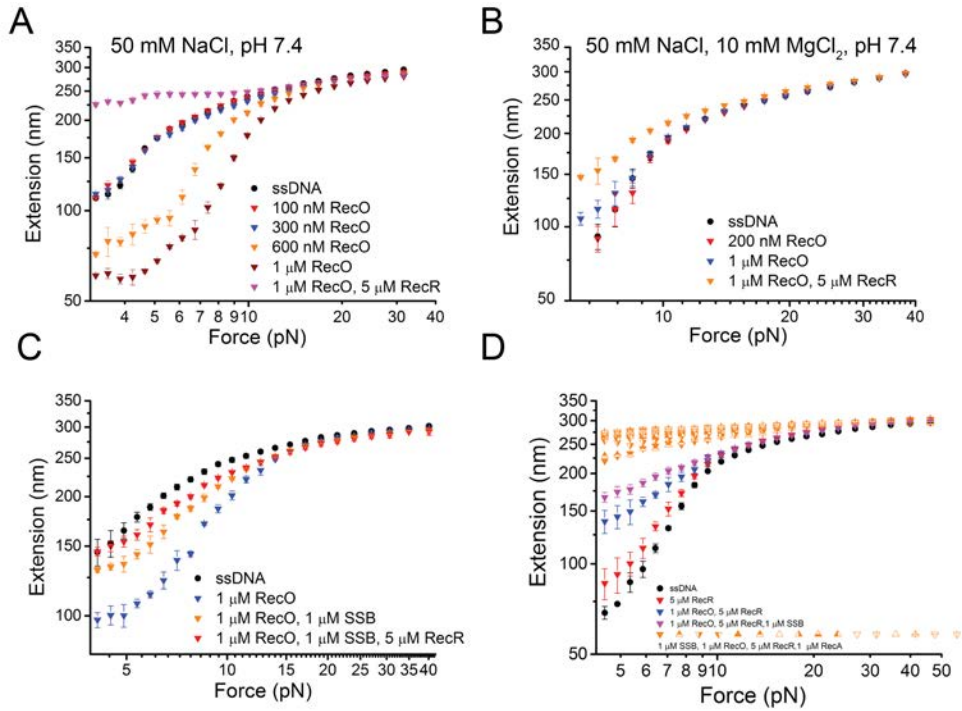 A
50 mM NaCl, pH 7.4
Extension (nm)
350
300
250
200
150
100
50
ssDNA
100 nM RecO
300 nM RecO
600 nM RecO
1 μM RecO
1 μM RecO, 5 μM RecR
4 5 6 7 8 9 10 20 30 40
Force (pN)
B
50 mM NaCl, 10 mM MgCl₂, pH 7.4
Extension (nm)
350
300
250
200
150
100
50
ssDNA
200 nM RecO
1 μM RecO
1 μM RecO, 5 μM RecR
10 20 30 40
Force (pN)
C
Extension (nm)
350
300
250
200
150
100
ssDNA
1 μM RecO
1 μM RecO, 1 μM SSB
1 μM RecO, 1 μM SSB, 5 μM RecR
5 10 15 20 25 30 35 40
Force (pN)
D
Extension (nm)
350
300
250
200
150
100
50
ssDNA
5 μM RecR
1 μM RecO, 5 μM RecR
1 μM RecO, 5 μM RecR,1 μM SSB
1 μM SSB, 1 μM RecO, 5 μM RecR,1 μM RecA
5 6 7 8 9 10 20 30 40 50
Force (pN)